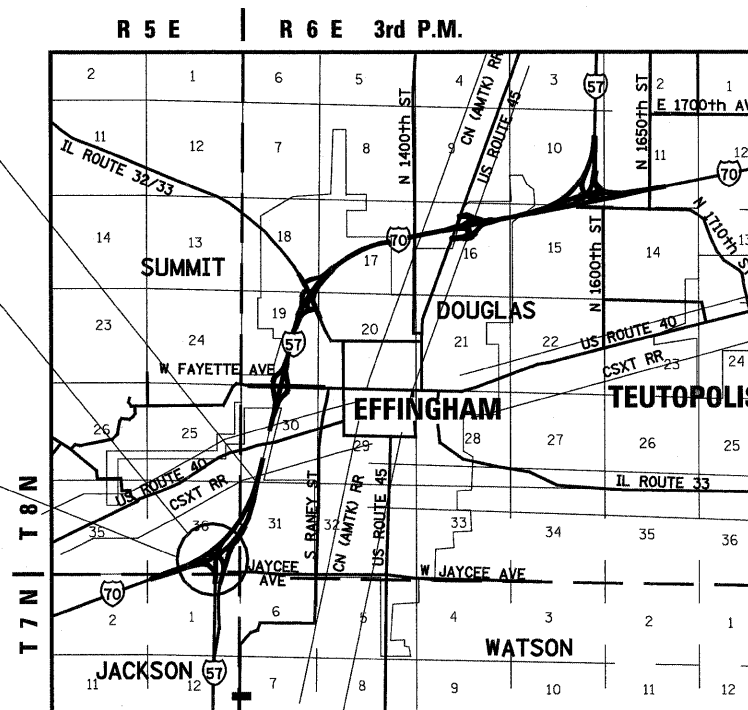 R 5 E R 6 E 3rd P.M.
2 1 6 5 4 3 2 1
CN (AMTK) RR
US ROUTE 45
57
N 1650th ST
E 1700th AV
N 1400th ST
11 12 7 8 9 10 11 12
IL ROUTE 32/33
70
N 1710th S
14 13 18 17 16 15 14 13
70
N 1600th ST
SUMMIT
DOUGLAS
23 24 19 20 21 22 23 24
57
US ROUTE 40
CSXT RR
W FAYETTE AVE
EFFINGHAM
TEUTOPOLIS
26 25 30 29 28 27 26 25
US ROUTE 40
CSXT RR
IL ROUTE 33
T 8 N
S RANEY ST
CN (AMTK) RR
US ROUTE 45
35 36 31 32 33 34 35 36
JAYCEE
AVE
W JAYCEE AVE
70
T 7 N
2 1 6 5 4 3 2 1
WATSON
JACKSON
57
11 12 7 8 9 10 11 12